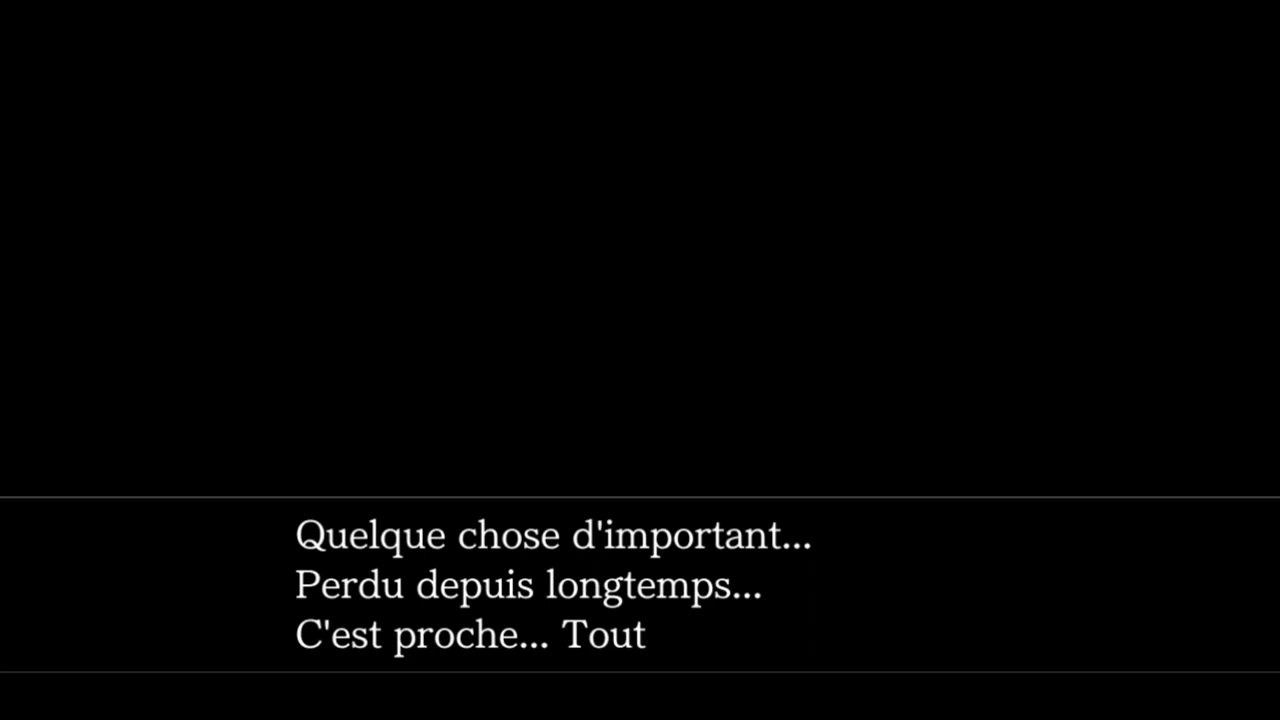 Quelque chose d'important...
Perdu depuis longtemps...
C'est proche... Tout